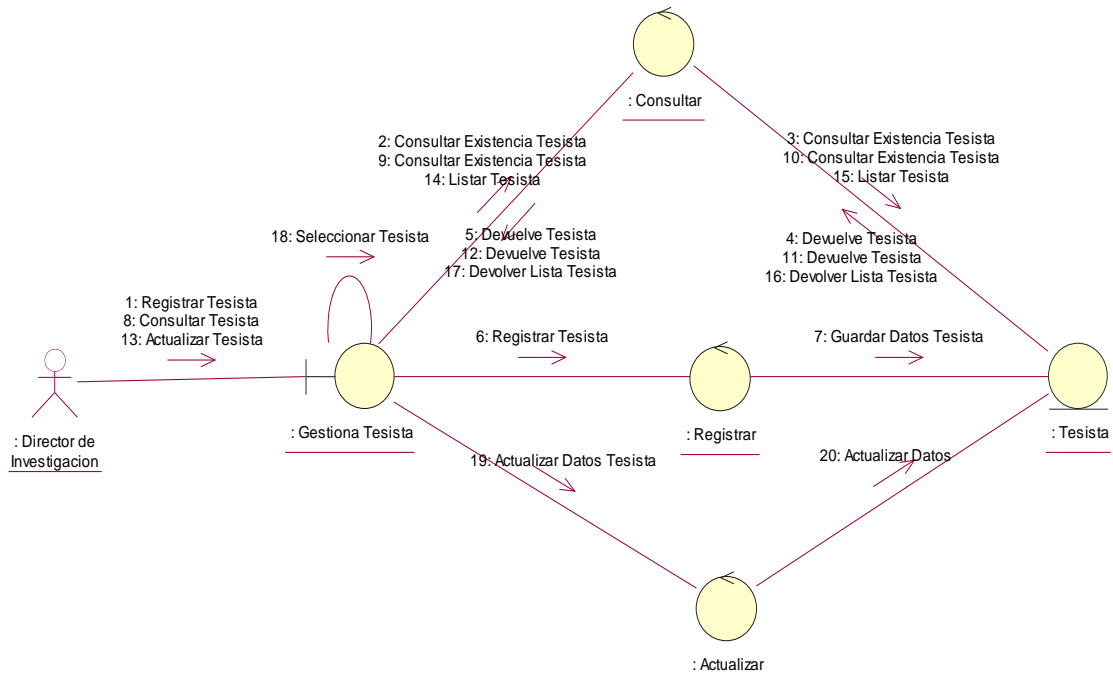 : Consultar
2: Consultar Existencia Tesista
9: Consultar Existencia Tesista
14: Listar Tesista
3: Consultar Existencia Tesista
10: Consultar Existencia Tesista
15: Listar Tesista
18: Seleccionar Tesista
5: Devuelve Tesista
12: Devuelve Tesista
17: Devolver Lista Tesista
4: Devuelve Tesista
11: Devuelve Tesista
16: Devolver Lista Tesista
1: Registrar Tesista
8: Consultar Tesista
13: Actualizar Tesista
6: Registrar Tesista
7: Guardar Datos Tesista
: Director de
Investigacion
: Gestiona Tesista
: Registrar
: Tesista
19: Actualizar Datos Tesista
20: Actualizar Datos
: Actualizar